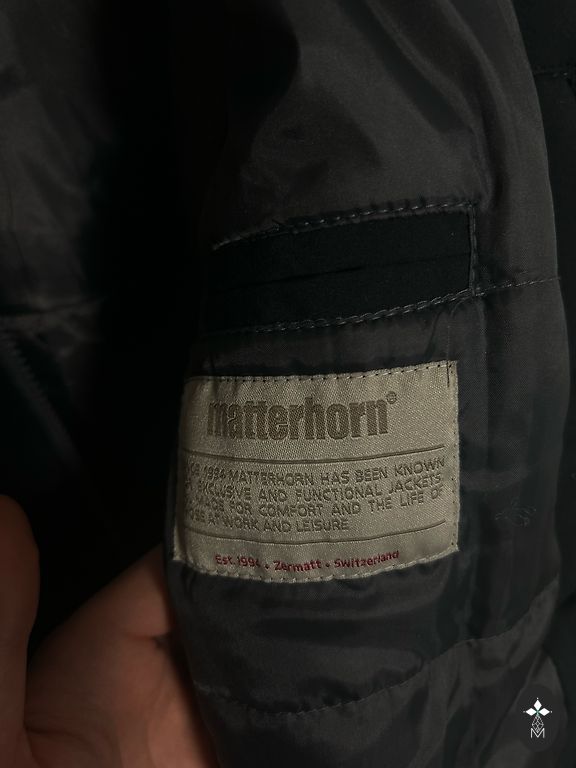 matterhorn®
1994 MATTERHORN HAS BEEN KNOWN
EXCLUSIVE AND FUNCTIONAL JACKETS
FOR COMFORT AND THE LIFE OF
AT WORK AND LEISURE
Est. 1994 • Zermatt • Switzerland
M